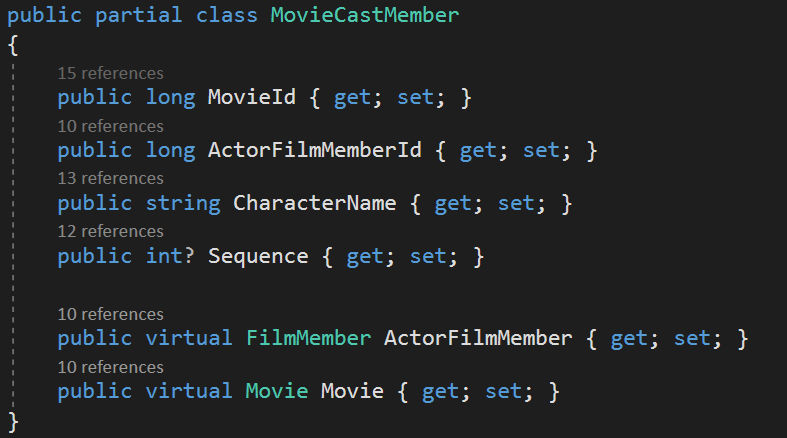 public partial class MovieCastMember
{
15 references
public long MovieId { get; set; }
10 references
public long ActorFilmMemberId { get; set; }
13 references
public string CharacterName { get; set; }
12 references
public int? Sequence { get; set; }
10 references
public virtual FilmMember ActorFilmMember { get; set; }
10 references
public virtual Movie Movie { get; set; }
}